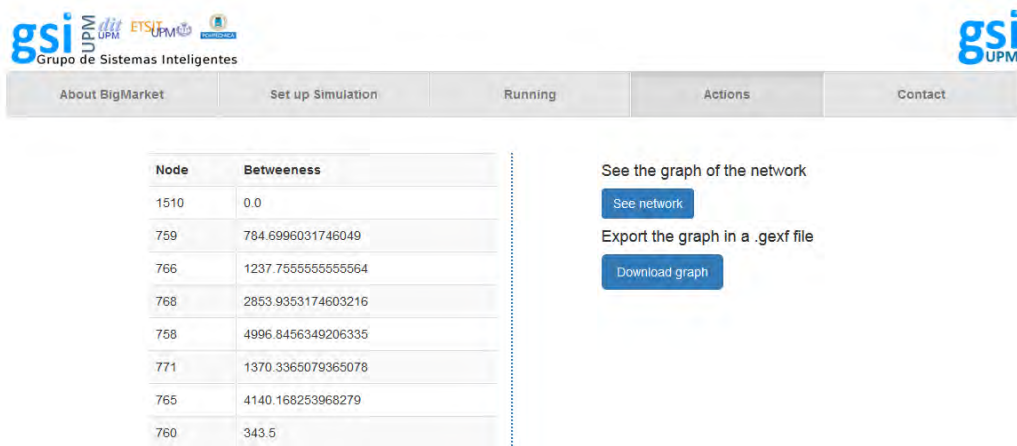 gsi UPM dit UPM ETSIT UPM POLITÉCNICA
Grupo de Sistemas Inteligentes
gsi UPM
About BigMarket Set up Simulation Running Actions Contact
Node Betweeness
1510 0.0
759 784.6996031746049
766 1237.7555555555564
768 2853.9353174603216
758 4996.8456349206335
771 1370.3365079365078
765 4140.168253968279
760 343.5
See the graph of the network
See network
Export the graph in a .gexf file
Download graph